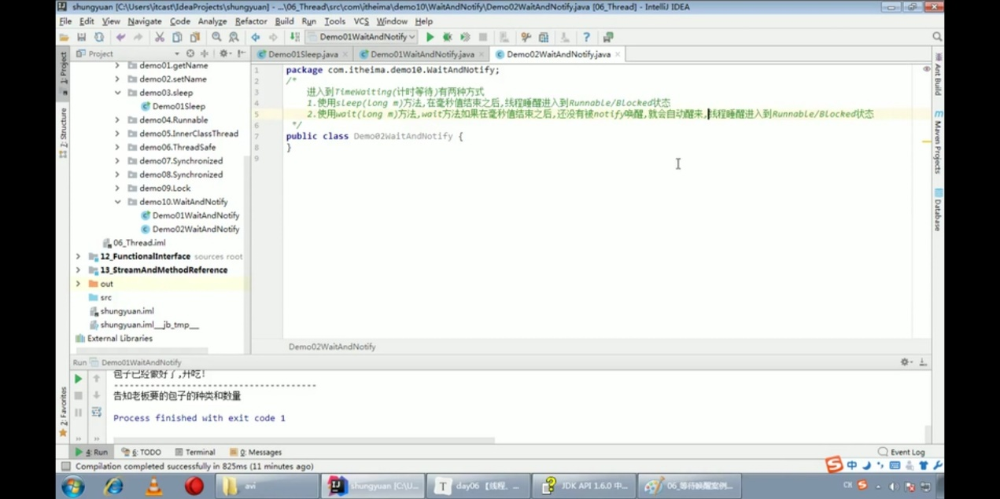 shungyuan [C:\Users\itcast\IdeaProjects\shungyuan] - ...\06_Thread\src\com\itheima\demo10\WaitAndNotify\Demo02WaitAndNotify.java [06_Thread] - IntelliJ IDEA
File Edit View Navigate Code Analyze Refactor Build Run Tools VCS Window Help
Demo01WaitAndNotify
Project
Demo01Sleep.java
Demo01WaitAndNotify.java
Demo02WaitAndNotify.java
1: Project
7: Structure
2: Favorites
demo01.getName
demo02.setName
demo03.sleep
Demo01Sleep
demo04.Runnable
demo05.InnerClassThread
demo06.ThreadSafe
demo07.Synchronized
demo08.Synchronized
demo09.Lock
demo10.WaitAndNotify
Demo01WaitAndNotify
Demo02WaitAndNotify
06_Thread.iml
12_FunctionalInterface sources root
13_StreamAndMethodReference
out
src
shungyuan.iml
shungyuan.iml__jb_tmp__
External Libraries
1 package com.itheima.demo10.WaitAndNotify;
2 /*
3 进入到TimeWaiting(计时等待)有两种方式
4 1.使用sleep(long m)方法,在毫秒值结束之后,线程睡醒进入到Runnable/Blocked状态
5 2.使用wait(long m)方法,wait方法如果在毫秒值结束之后,还没有被notify唤醒,就会自动醒来,线程睡醒进入到Runnable/Blocked状态
6 */
7 public class Demo02WaitAndNotify {
8 }
9
Demo02WaitAndNotify
Ant Build
Maven Projects
Database
Run Demo01WaitAndNotify
包子已经做好了,开吃!
---------------------------------------
告知老板要的包子的种类和数量
Process finished with exit code 1
4: Run 6: TODO Terminal 0: Messages Event Log
Compilation completed successfully in 825ms (11 minutes ago)
中
avi
shungyuan [C:\U...
day06 【线程、...
JDK API 1.6.0 中...
06_等待唤醒案例...
CH